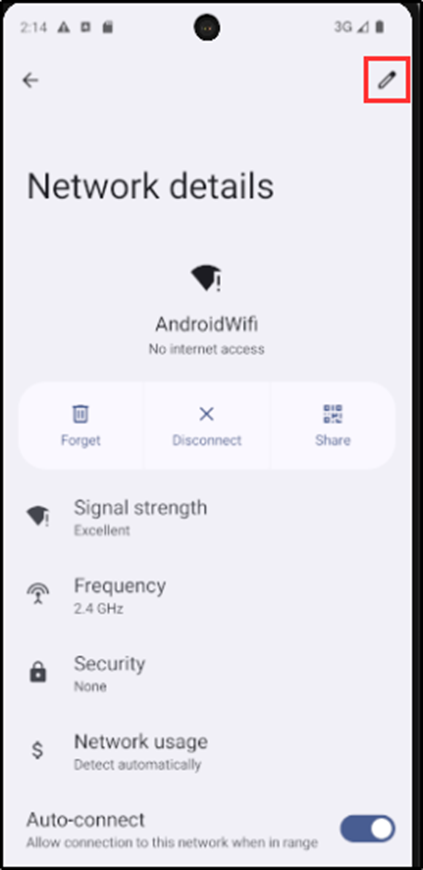 2:14
3G
Network details
AndroidWifi
No internet access
Forget
Disconnect
Share
Signal strength
Excellent
Frequency
2.4 GHz
Security
None
Network usage
Detect automatically
Auto-connect
Allow connection to this network when in range